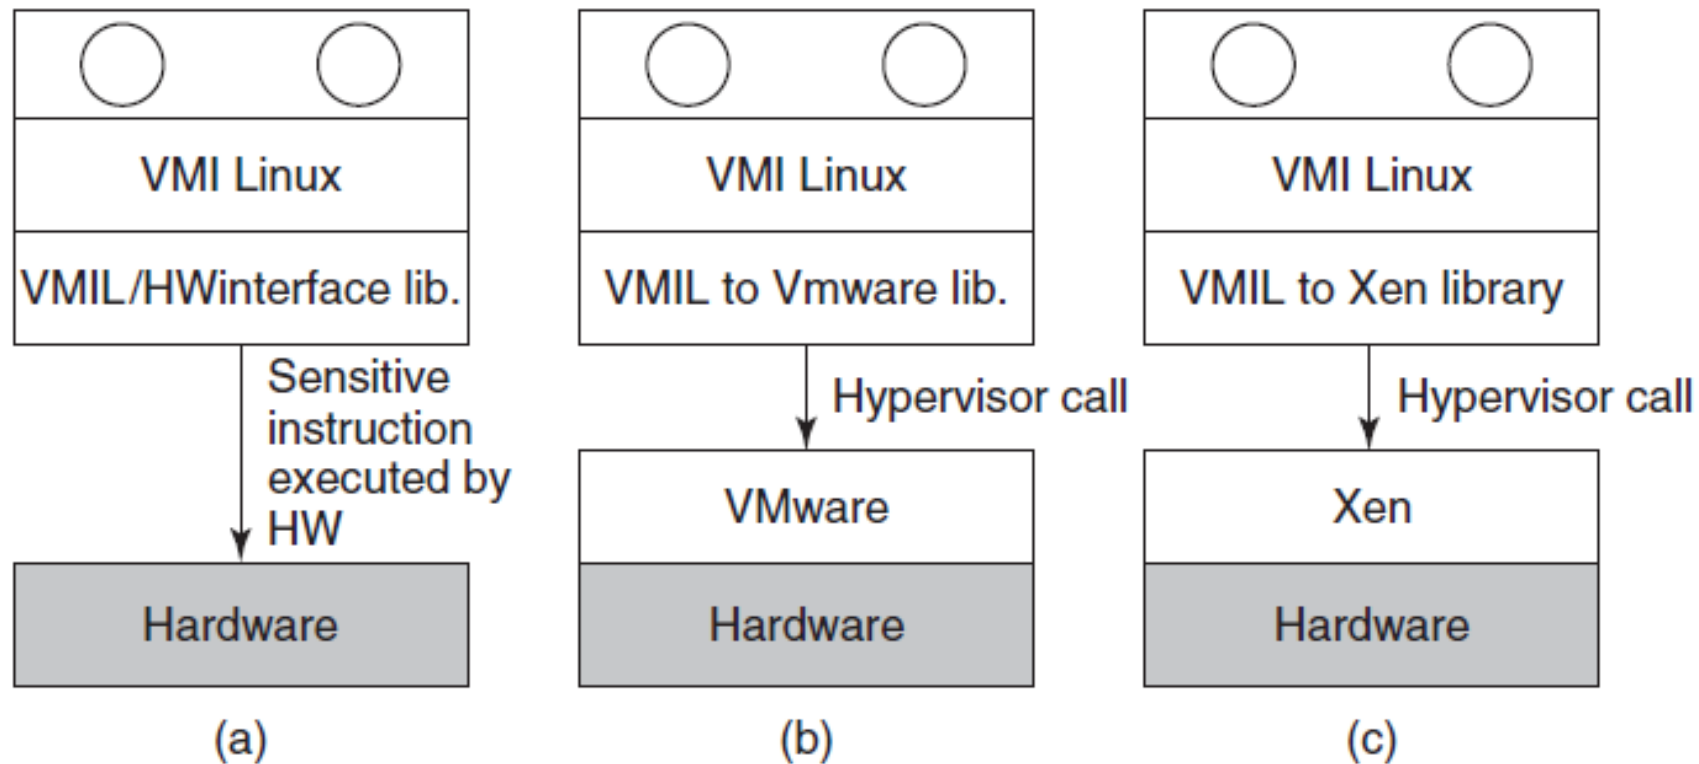 VMI Linux
VMIL/HWinterface lib.
Sensitive
instruction
executed by
HW
Hardware
(a)
VMI Linux
VMIL to Vmware lib.
Hypervisor call
VMware
Hardware
(b)
VMI Linux
VMIL to Xen library
Hypervisor call
Xen
Hardware
(c)